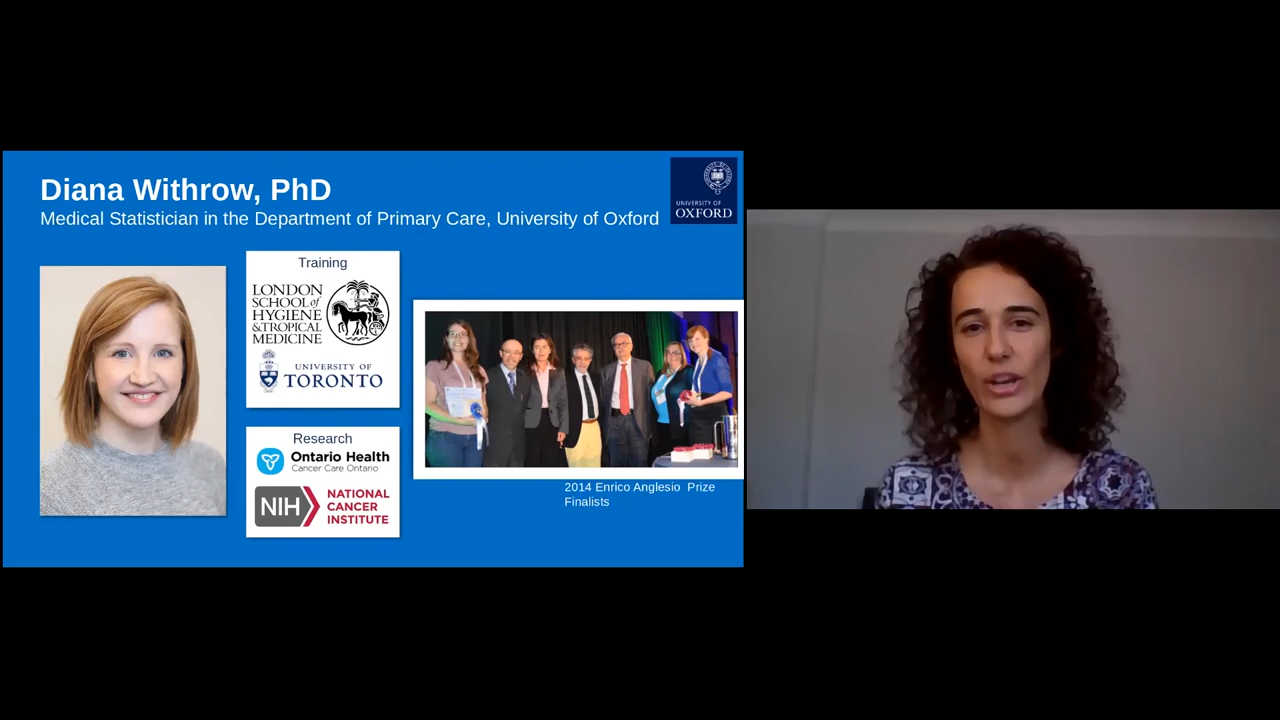 Diana Withrow, PhD
Medical Statistician in the Department of Primary Care, University of Oxford
UNIVERSITY OF
OXFORD
Training
LONDON
SCHOOL of
HYGIENE
& TROPICAL
MEDICINE
UNIVERSITY OF
TORONTO
Research
Ontario Health
Cancer Care Ontario
NIH
NATIONAL
CANCER
INSTITUTE
2014 Enrico Anglesio Prize
Finalists